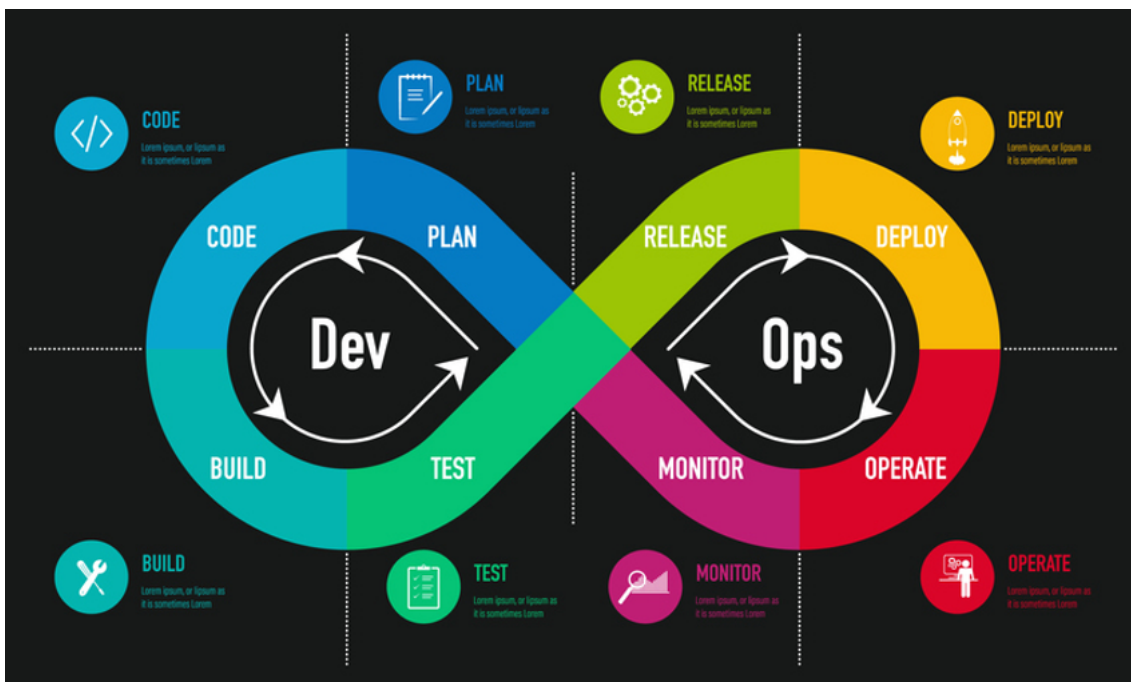 CODE
Lorem ipsum, or lipsum as
it is sometimes Lorem
PLAN
Lorem ipsum, or lipsum as
it is sometimes Lorem
RELEASE
Lorem ipsum, or lipsum as
it is sometimes Lorem
DEPLOY
Lorem ipsum, or lipsum as
it is sometimes Lorem
CODE
PLAN
RELEASE
DEPLOY
Dev
Ops
BUILD
TEST
MONITOR
OPERATE
BUILD
Lorem ipsum, or lipsum as
it is sometimes Lorem
TEST
Lorem ipsum, or lipsum as
it is sometimes Lorem
MONITOR
Lorem ipsum, or lipsum as
it is sometimes Lorem
OPERATE
Lorem ipsum, or lipsum as
it is sometimes Lorem